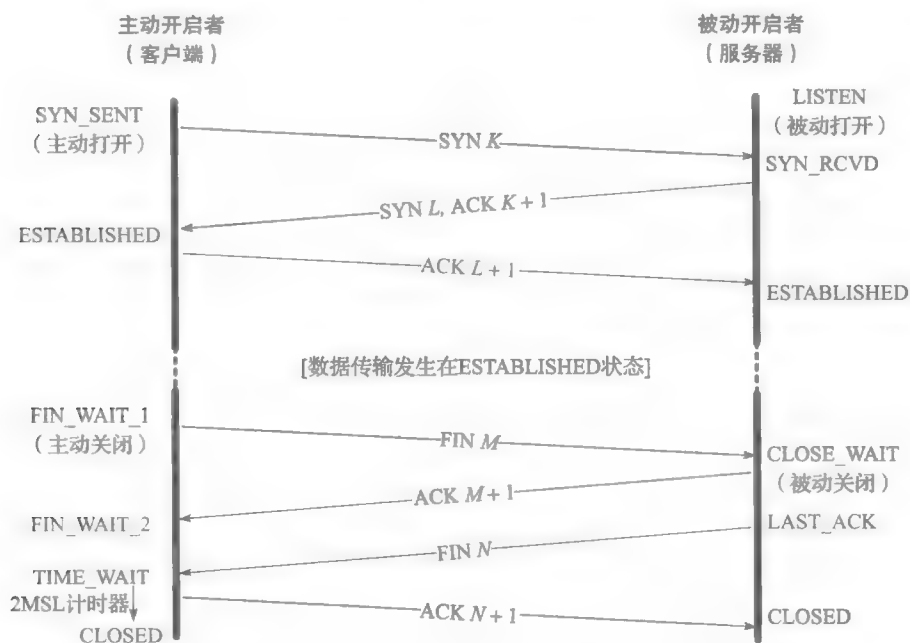 主动开启者
（客户端）
被动开启者
（服务器）
SYN_SENT
（主动打开）
LISTEN
（被动打开）
SYN K
SYN_RCVD
SYN L, ACK K + 1
ESTABLISHED
ACK L + 1
ESTABLISHED
[数据传输发生在ESTABLISHED状态]
FIN_WAIT_1
（主动关闭）
FIN M
CLOSE_WAIT
（被动关闭）
ACK M + 1
FIN_WAIT_2
LAST_ACK
FIN N
TIME_WAIT
2MSL计时器
ACK N + 1
CLOSED
CLOSED